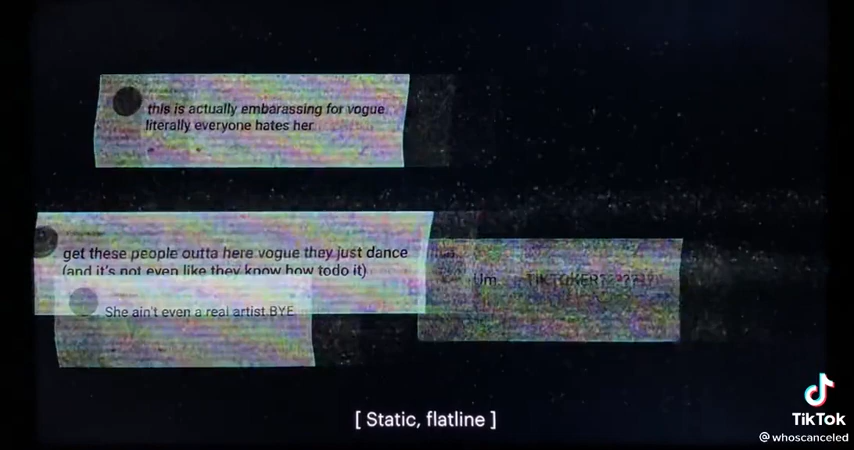 this is actually embarassing for vogue
literally everyone hates her
get these people outta here vogue they just dance
(and it's not even like they know how todo it)
She ain't even a real artist BYE
Um
[ Static, flatline ]
TikTok
@whoscanceled